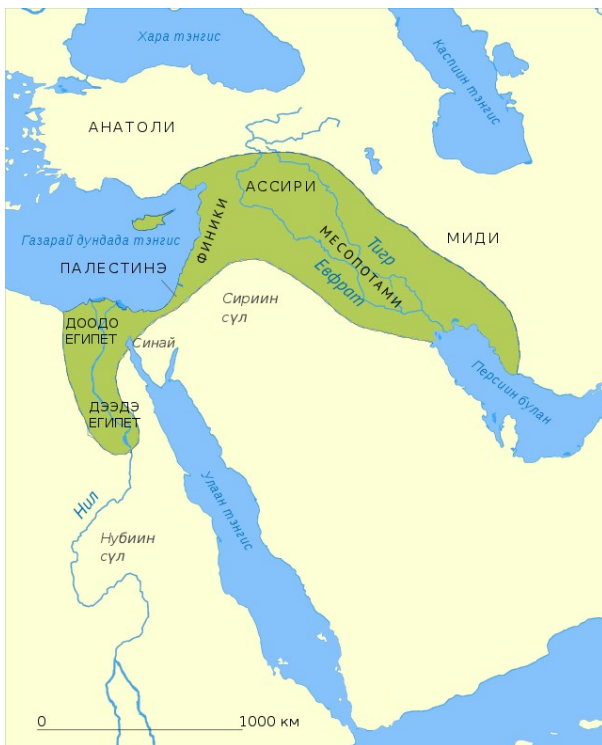 Хара тэнгис
Каспиин тэнгис
АНАТОЛИ
АССИРИ
Газарай дундада тэнгис
ФИНИКИ
МЕСОПОТАМИ
Тигр
Евфрат
МИДИ
ПАЛЕСТИНЭ
Сириин
сүл
ДООДО
ЕГИПЕТ
Синай
Персиин булан
ДЭЭДЭ
ЕГИПЕТ
Улаан тэнгис
Нил
Нубиин
сүл
0 1000 км